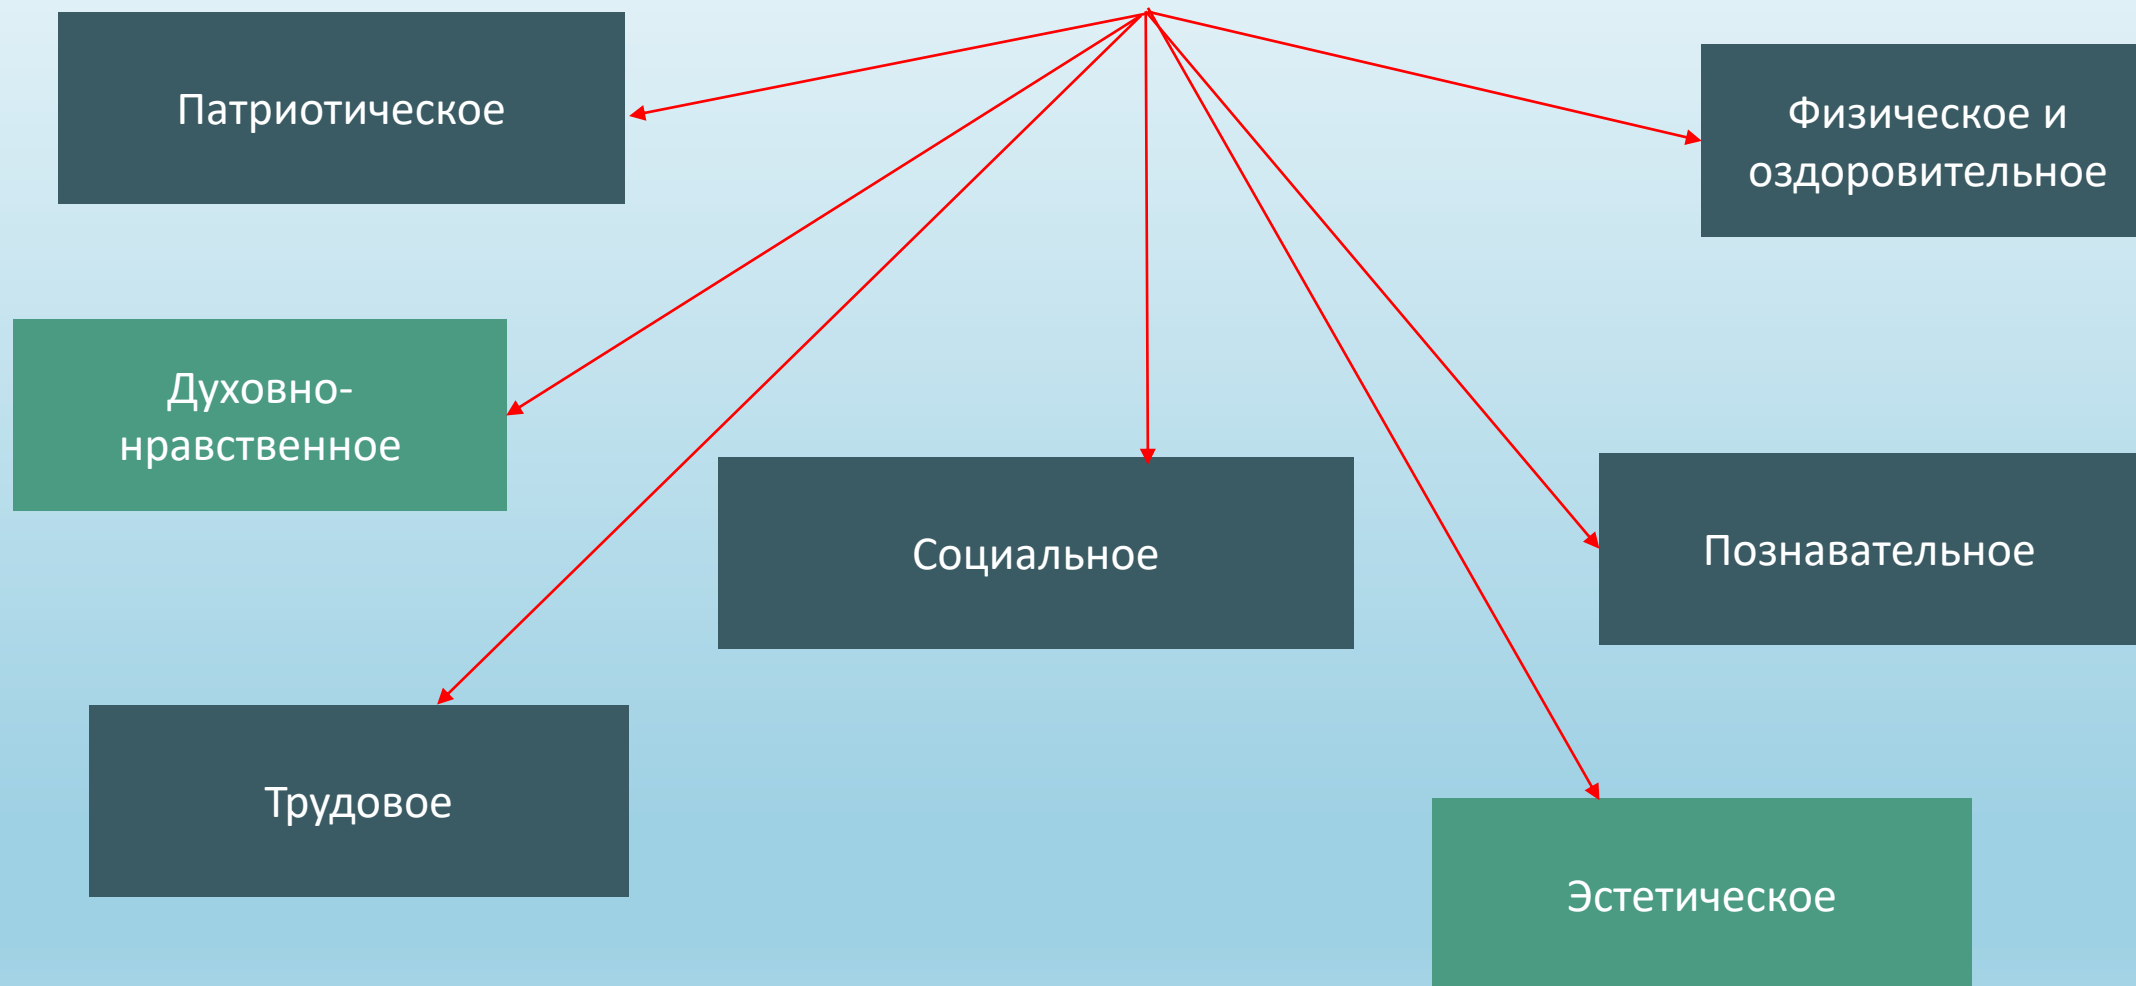 Патриотическое
Физическое и
оздоровительное
Духовно-
нравственное
Социальное
Познавательное
Трудовое
Эстетическое